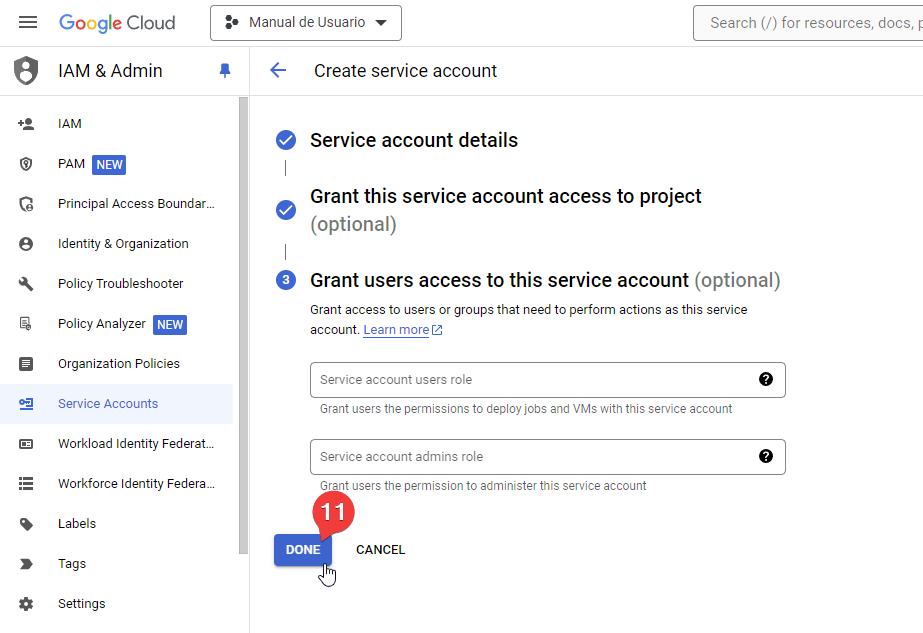 Google Cloud
Manual de Usuario
Search (/) for resources, docs, p
IAM & Admin
Create service account
IAM
PAM NEW
Principal Access Boundar...
Identity & Organization
Policy Troubleshooter
Policy Analyzer NEW
Organization Policies
Service Accounts
Workload Identity Federat...
Workforce Identity Federa...
Labels
Tags
Settings
Service account details
Grant this service account access to project
(optional)
3 Grant users access to this service account (optional)
Grant access to users or groups that need to perform actions as this service
account. Learn more
Service account users role ?
Grant users the permissions to deploy jobs and VMs with this service account
Service account admins role ?
Grant users the permission to administer this service account
11
DONE CANCEL